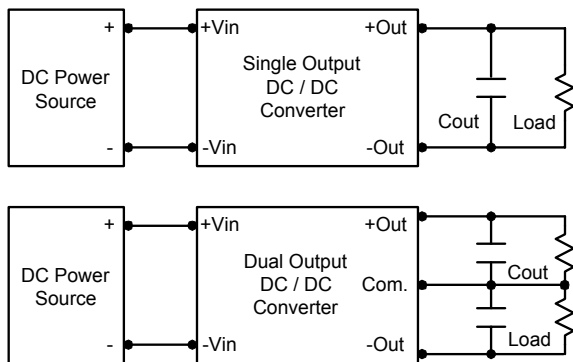 + +Vin +Out
Single Output
DC / DC
Converter
DC Power
Source
Cout Load
- -Vin -Out
+ +Vin +Out
Dual Output
DC / DC
Converter
DC Power
Source
Com.
Cout
Load
- -Vin -Out